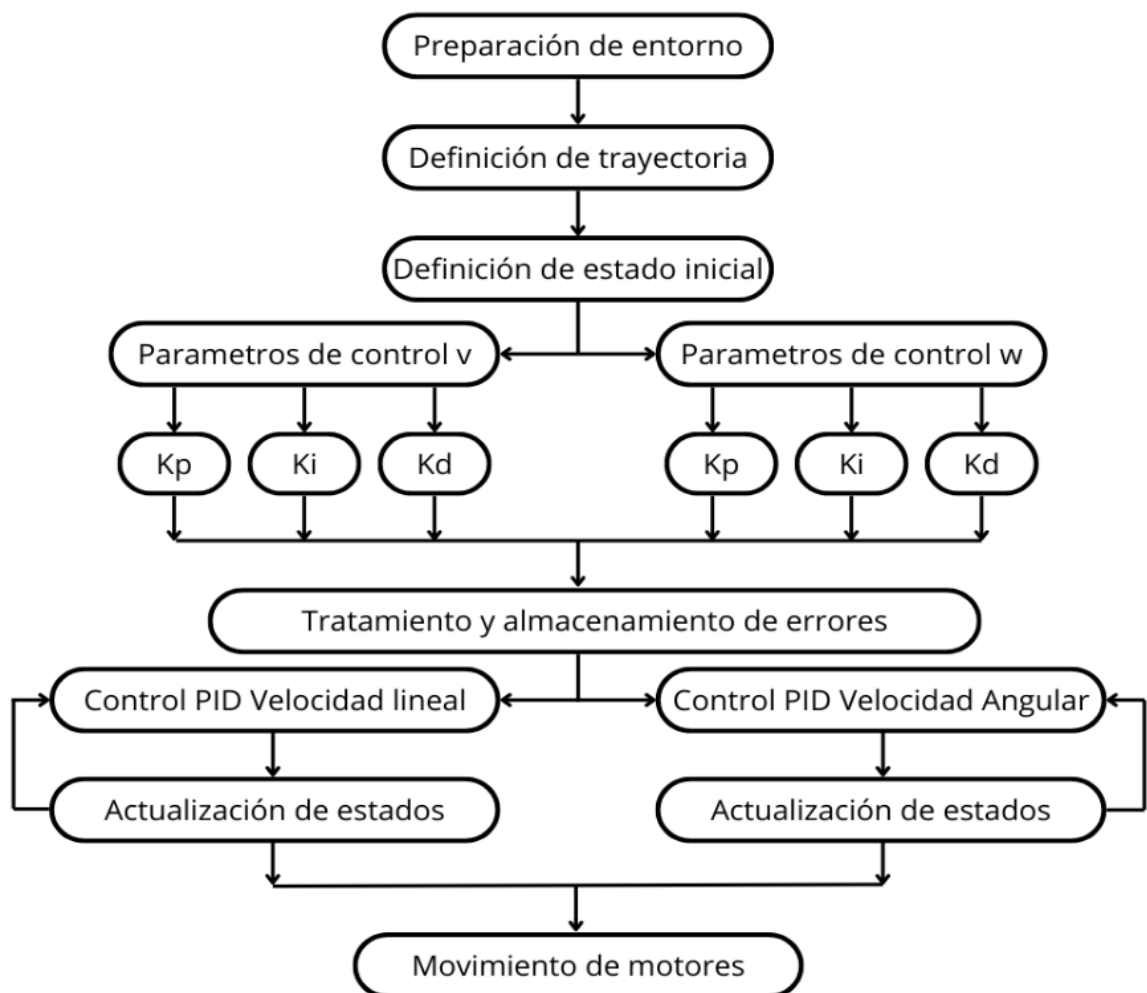 Preparación de entorno
Definición de trayectoria
Definición de estado inicial
Parametros de control v
Parametros de control w
Kp
Ki
Kd
Kp
Ki
Kd
Tratamiento y almacenamiento de errores
Control PID Velocidad lineal
Control PID Velocidad Angular
Actualización de estados
Actualización de estados
Movimiento de motores